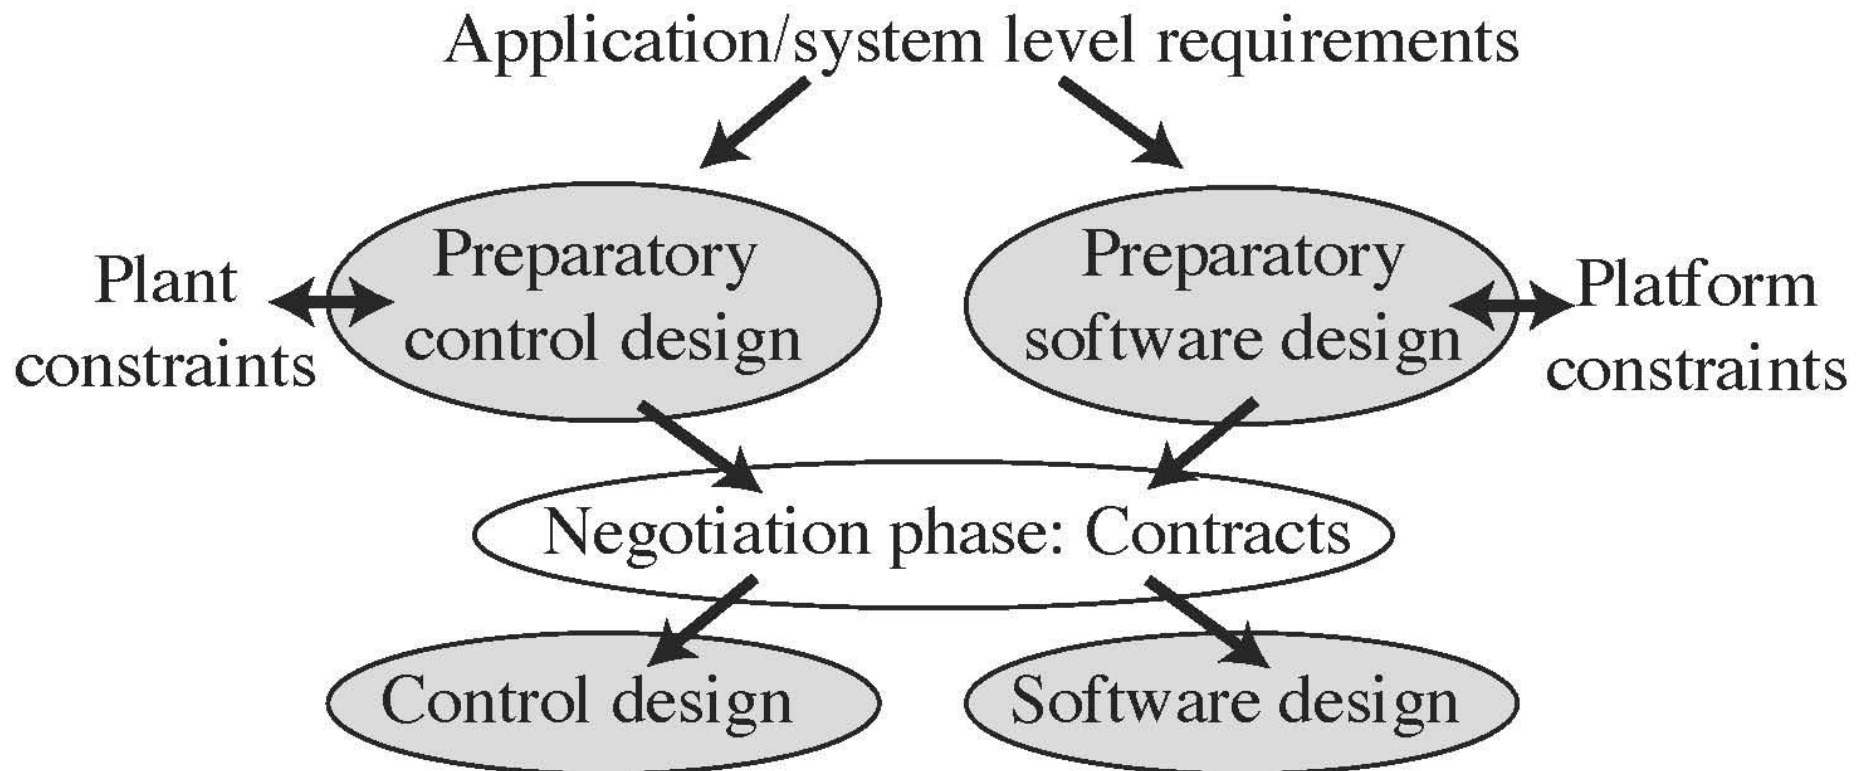 Application/system level requirements
Preparatory
control design
Preparatory
software design
Plant
constraints
Platform
constraints
Negotiation phase: Contracts
Control design
Software design